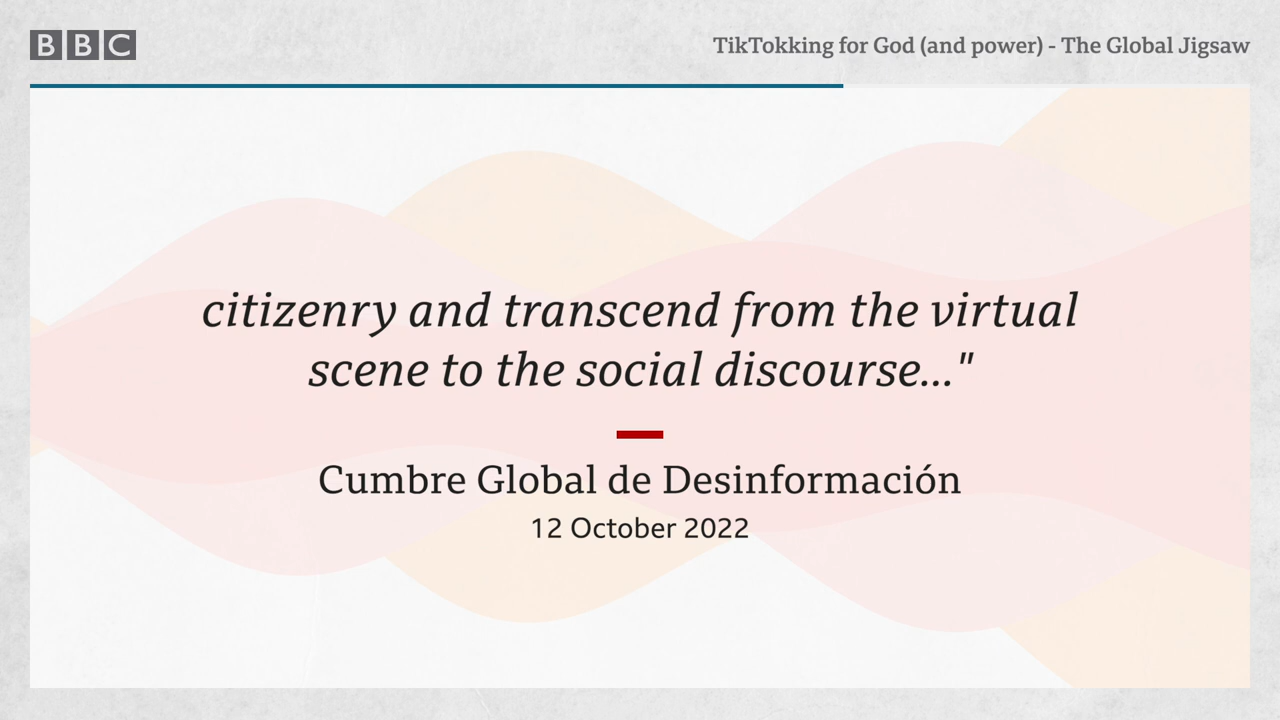 BBC
TikTokking for God (and power) - The Global Jigsaw
citizenry and transcend from the virtual
scene to the social discourse..."
Cumbre Global de Desinformación
12 October 2022